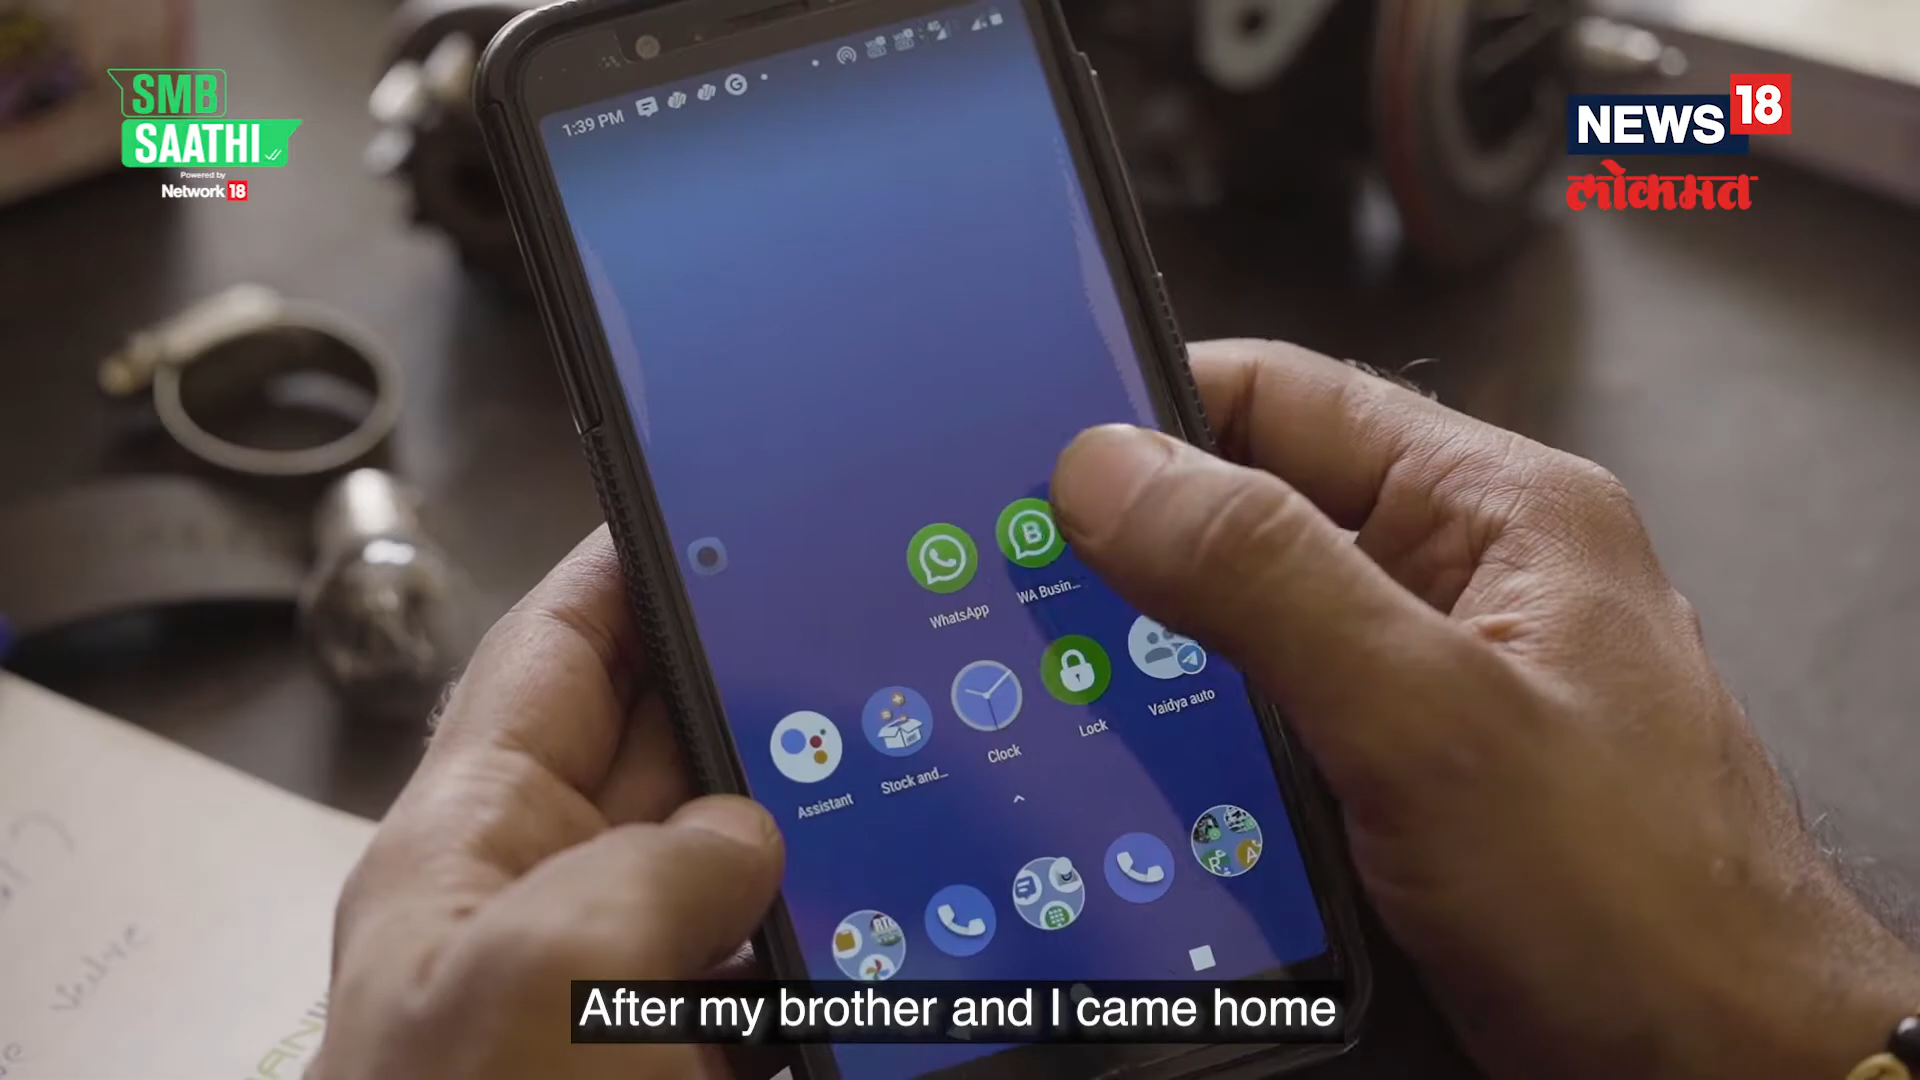 SMB
SAATHI
Powered by
Network 18
NEWS 18
लोकमत
1:39 PM
WhatsApp
WA Busin...
Assistant
Stock and...
Clock
Lock
Vaidya auto
After my brother and I came home